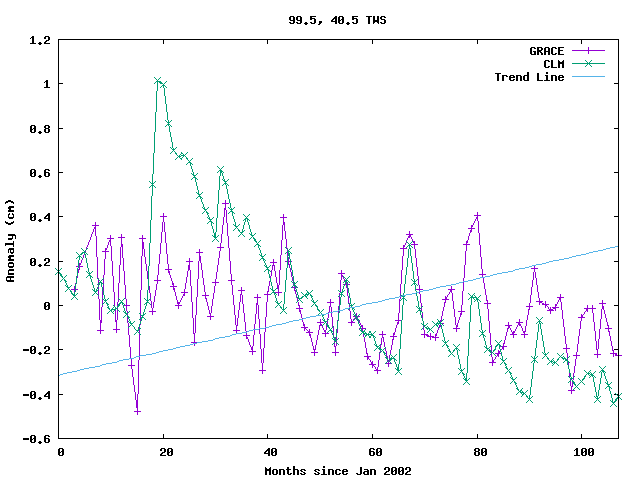 99.5, 40.5 TWS
GRACE
CLM
Trend Line
Anomaly (cm)
1.2
1
0.8
0.6
0.4
0.2
0
-0.2
-0.4
-0.6
0 20 40 60 80 100
Months since Jan 2002